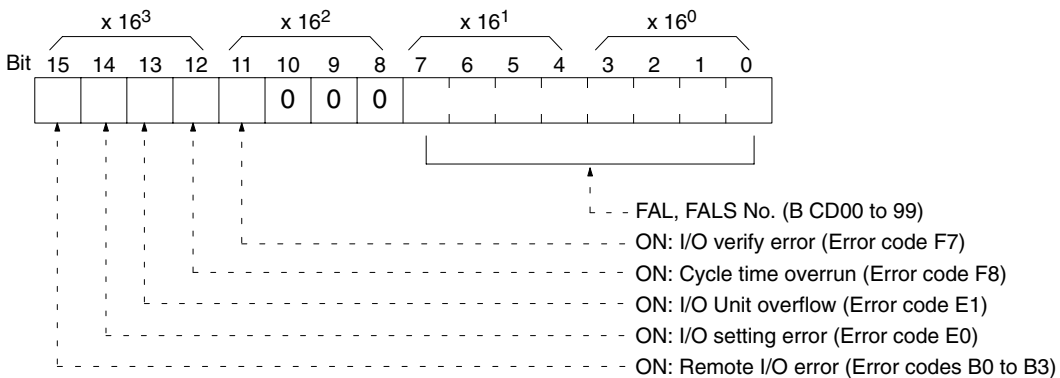 x 16³ x 16² x 16¹ x 16⁰
Bit 15 14 13 12 11 10 9 8 7 6 5 4 3 2 1 0
0 0 0
FAL, FALS No. (B CD00 to 99)
ON: I/O verify error (Error code F7)
ON: Cycle time overrun (Error code F8)
ON: I/O Unit overflow (Error code E1)
ON: I/O setting error (Error code E0)
ON: Remote I/O error (Error codes B0 to B3)